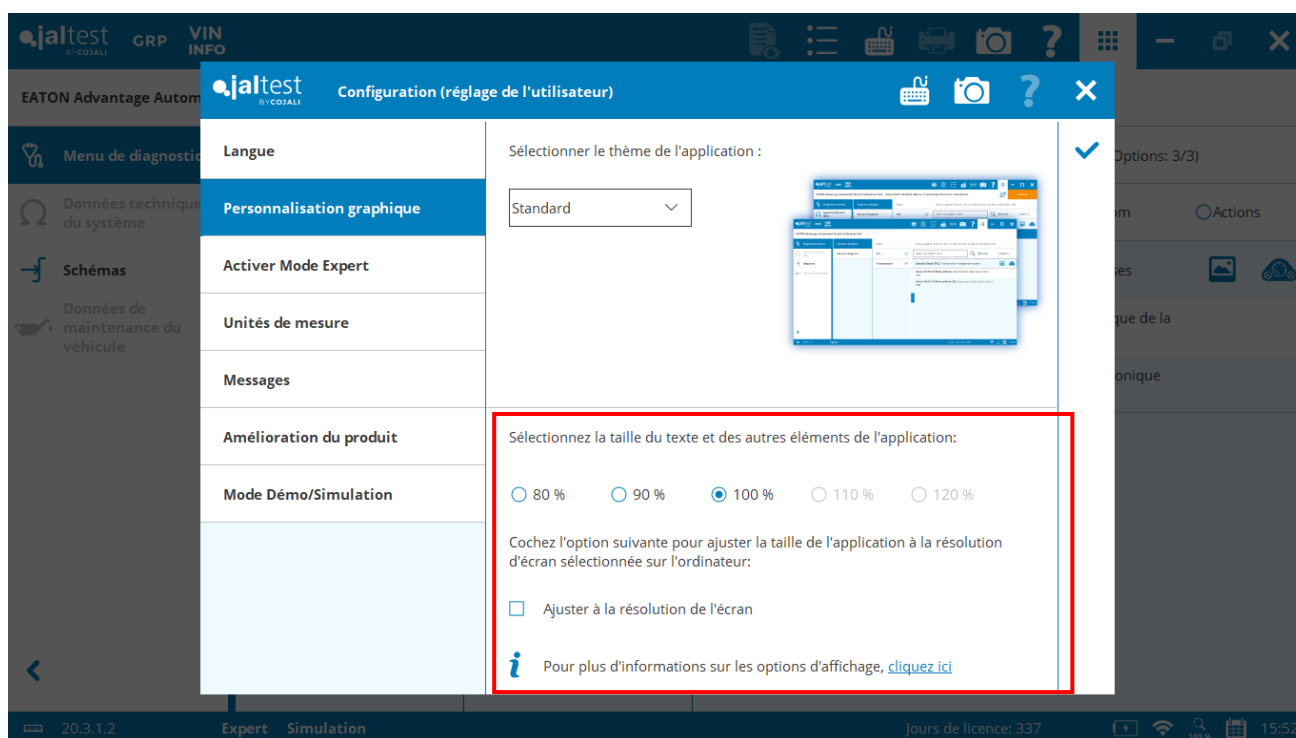 jaltest
BY COJALI
GRP
VIN
INFO
EATON Advantage Autom
Menu de diagnostic
Données technique
du système
Schémas
Données de
maintenance du
véhicule
jaltest
BY COJALI
Configuration (réglage de l'utilisateur)
Langue
Personnalisation graphique
Activer Mode Expert
Unités de mesure
Messages
Amélioration du produit
Mode Démo/Simulation
Sélectionner le thème de l'application :
Standard
Sélectionnez la taille du texte et des autres éléments de l'application:
80 % 90 % 100 % 110 % 120 %
Cochez l'option suivante pour ajuster la taille de l'application à la résolution
d'écran sélectionnée sur l'ordinateur:
Ajuster à la résolution de l'écran
Pour plus d'informations sur les options d'affichage, cliquez ici
Options: 3/3)
om
Actions
ses
que de la
onique
20.3.1.2
Expert Simulation
Jours de licence: 337
100 %
15:52